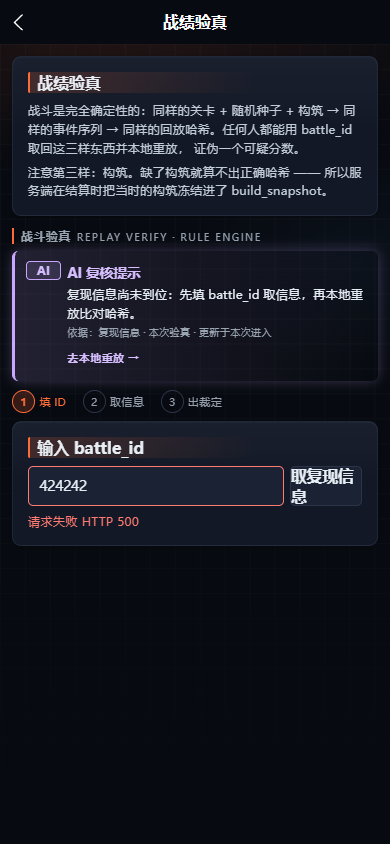 战绩验真
战绩验真
战斗是完全确定性的：同样的关卡 + 随机种子 + 构筑 → 同
样的事件序列 → 同样的回放哈希。任何人都能用 battle_id
取回这三样东西并本地重放， 证伪一个可疑分数。
注意第三样：构筑。缺了构筑就算不出正确哈希 —— 所以服
务端在结算时把当时的构筑冻结进了 build_snapshot。
战斗验真 REPLAY VERIFY · RULE ENGINE
AI AI 复核提示
复现信息尚未到位：先填 battle_id 取信息，再本地重
放比对哈希。
依据：复现信息 · 本次验真 · 更新于本次进入
去本地重放 →
1 填 ID 2 取信息 3 出裁定
输入 battle_id
424242 取复现信
息
请求失败 HTTP 500